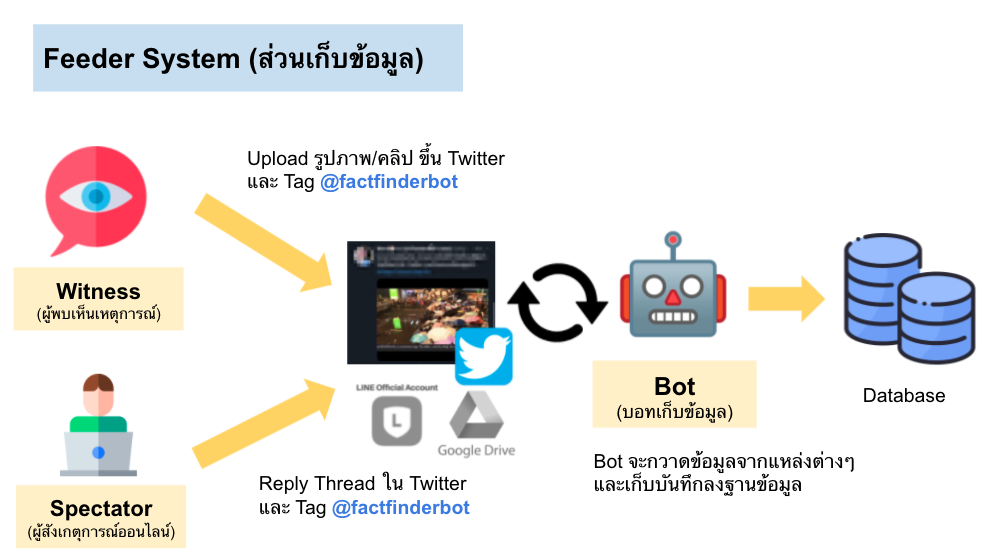 Feeder System (ส่วนเก็บข้อมูล)
Upload รูปภาพ/คลิป ขึ้น Twitter
และ Tag @factfinderbot
Witness
(ผู้พบเห็นเหตุการณ์)
LINE Official Account
L
Google Drive
Bot
(บอทเก็บข้อมูล)
Database
Bot จะกวาดข้อมูลจากแหล่งต่างๆ
และเก็บบันทึกลงฐานข้อมูล
Reply Thread ใน Twitter
และ Tag @factfinderbot
Spectator
(ผู้สังเกตุการณ์ออนไลน์)